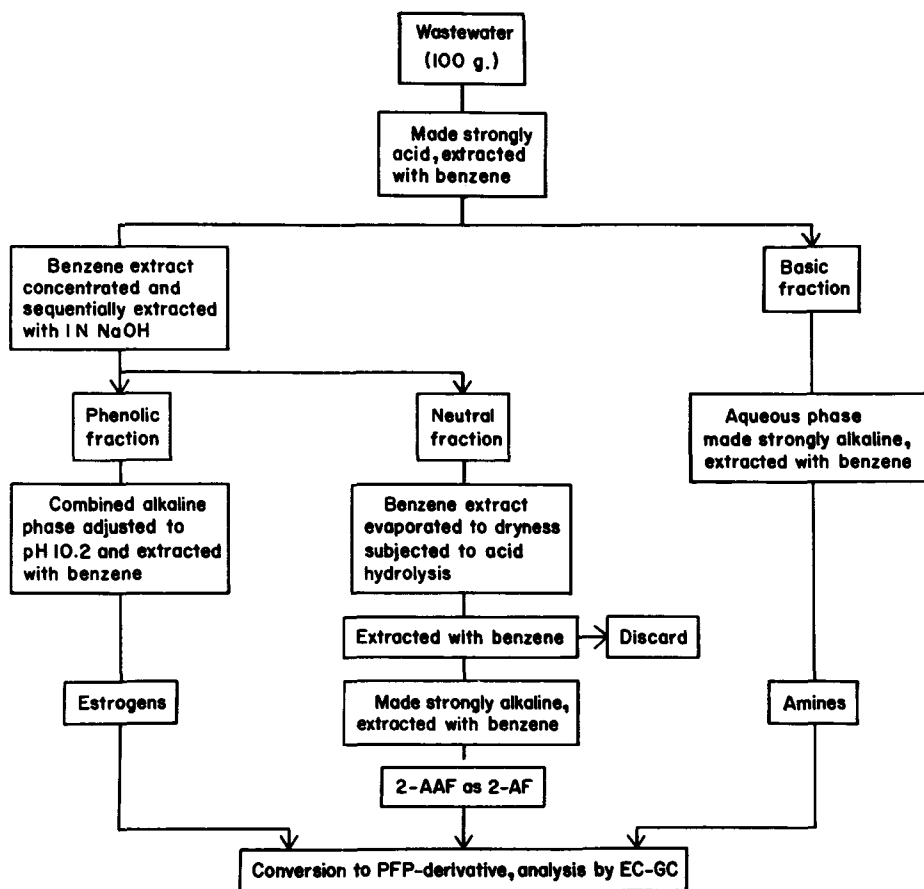 Wastewater
(100 g.)
Made strongly
acid, extracted
with benzene
Benzene extract
concentrated and
sequentially extracted
with 1 N NaOH
Basic
fraction
Phenolic
fraction
Neutral
fraction
Aqueous phase
made strongly alkaline,
extracted with benzene
Combined alkaline
phase adjusted to
pH 10.2 and extracted
with benzene
Benzene extract
evaporated to dryness
subjected to acid
hydrolysis
Extracted with benzene
Discard
Estrogens
Made strongly alkaline,
extracted with benzene
Amines
2-AAF as 2-AF
Conversion to PFP-derivative, analysis by EC-GC